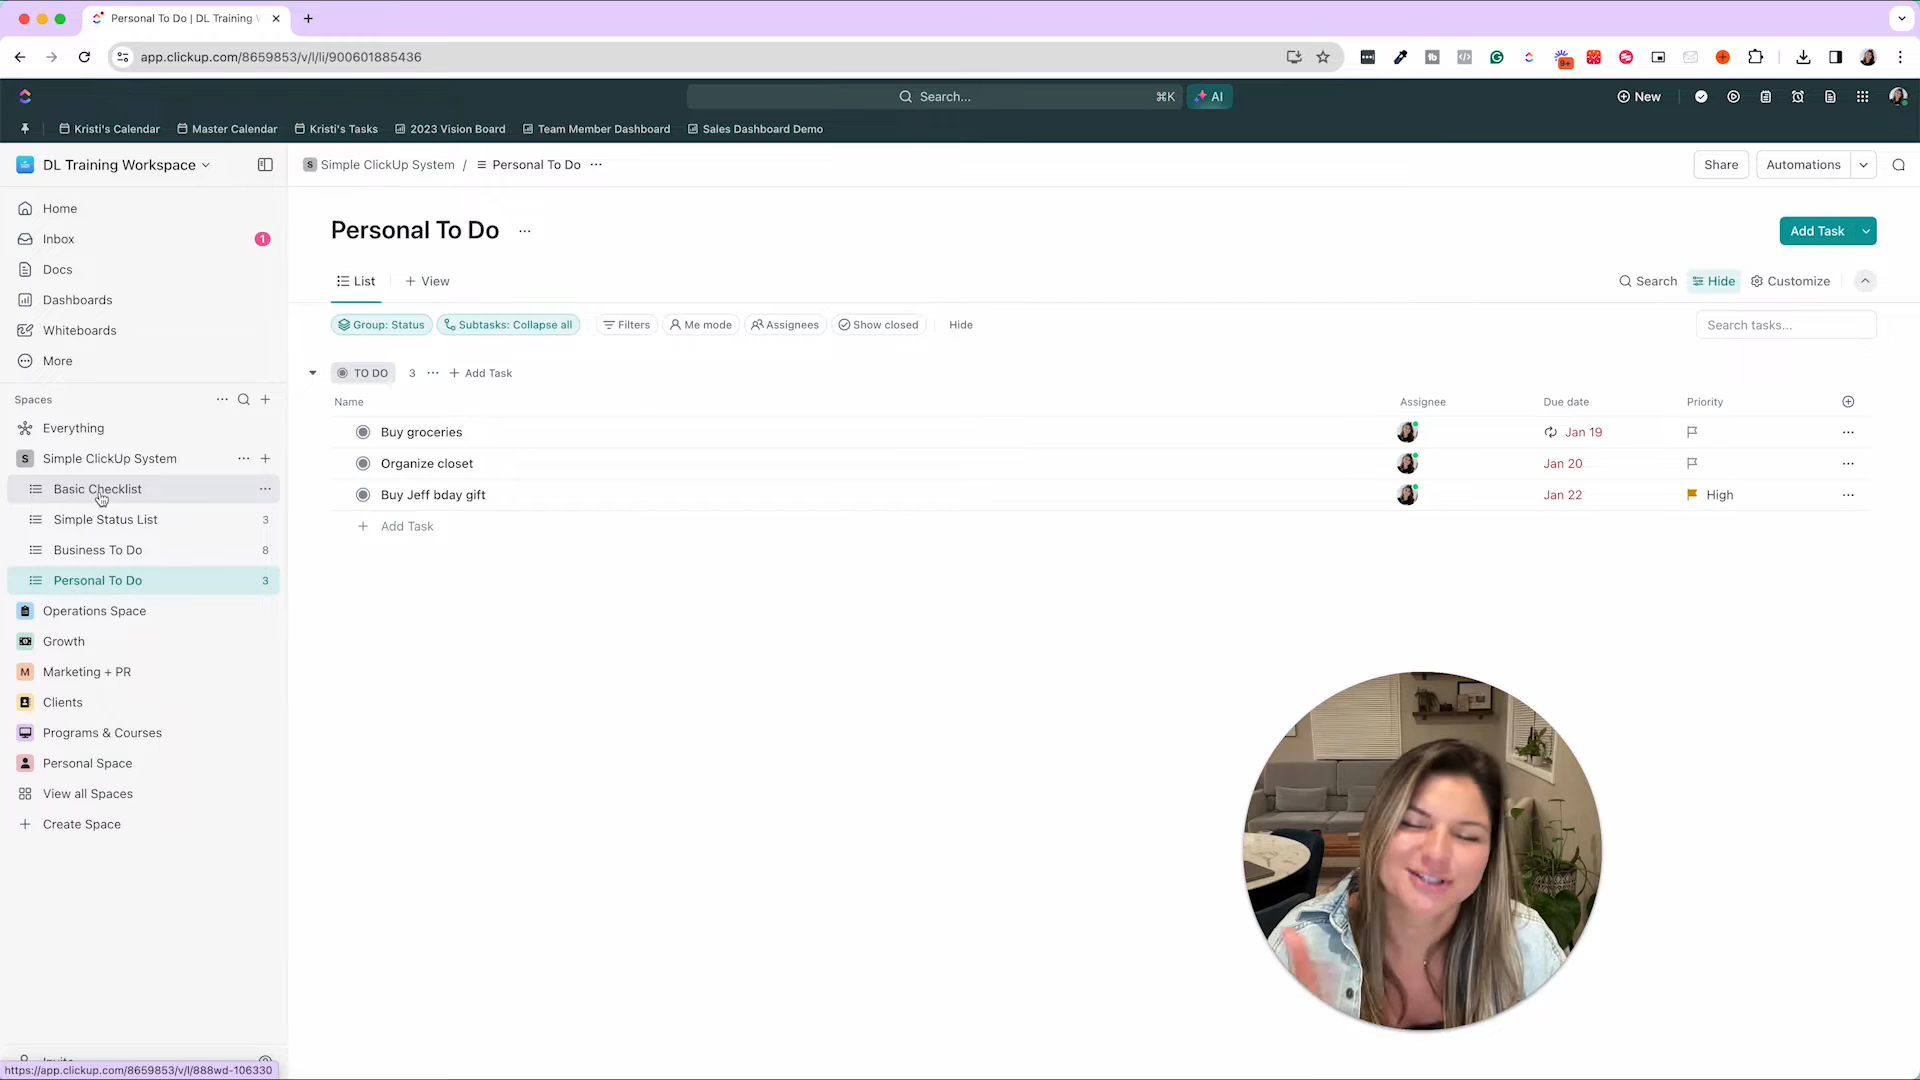 Personal To Do | DL Training W
app.clickup.com/8659853/v/l/li/900601885436
9+
Search...
⌘K
AI
New
Kristi's Calendar
Master Calendar
Kristi's Tasks
2023 Vision Board
Team Member Dashboard
Sales Dashboard Demo
DL Training Workspace
S Simple ClickUp System / Personal To Do
Share
Automations
Home
Inbox
1
Docs
Dashboards
Whiteboards
More
Spaces
Everything
S Simple ClickUp System
Basic Checklist
Simple Status List 3
Business To Do 8
Personal To Do 3
Operations Space
Growth
M Marketing + PR
Clients
Programs & Courses
Personal Space
View all Spaces
Create Space
https://app.clickup.com/8659853/v/l/888wd-106330
Personal To Do
Add Task
List
+ View
Search
Hide
Customize
Group: Status
Subtasks: Collapse all
Filters
Me mode
Assignees
Show closed
Hide
Search tasks...
TO DO 3
+ Add Task
Name Assignee Due date Priority
Buy groceries Jan 19
Organize closet Jan 20
Buy Jeff bday gift Jan 22 High
+ Add Task